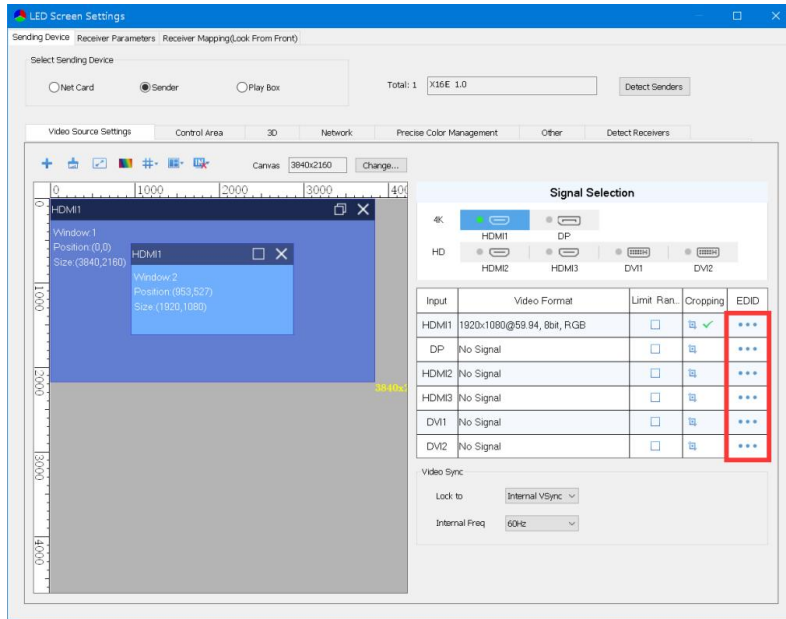 LED Screen Settings
Sending Device Receiver Parameters Receiver Mapping(Look From Front)
Select Sending Device
Net Card Sender Play Box Total: 1 X16E 1.0 Detect Senders
Video Source Settings Control Area 3D Network Precise Color Management Other Detect Receivers
Canvas 3840x2160 Change...
0 1000 2000 3000 400
0 1000 2000 3000 4000
HDMI1
Window:1
Position:(0,0)
Size:(3840,2160)
HDMI1
Window:2
Position:(953,527)
Size:(1920,1080)
3840x2
Signal Selection
4K HDMI1 DP
HD HDMI2 HDMI3 DVI1 DVI2
Input Video Format Limit Ran... Cropping EDID
HDMI1 1920x1080@59.94, 8bit, RGB
DP No Signal
HDMI2 No Signal
HDMI3 No Signal
DVI1 No Signal
DVI2 No Signal
Video Sync
Lock to Internal VSync
Internal Freq 60Hz